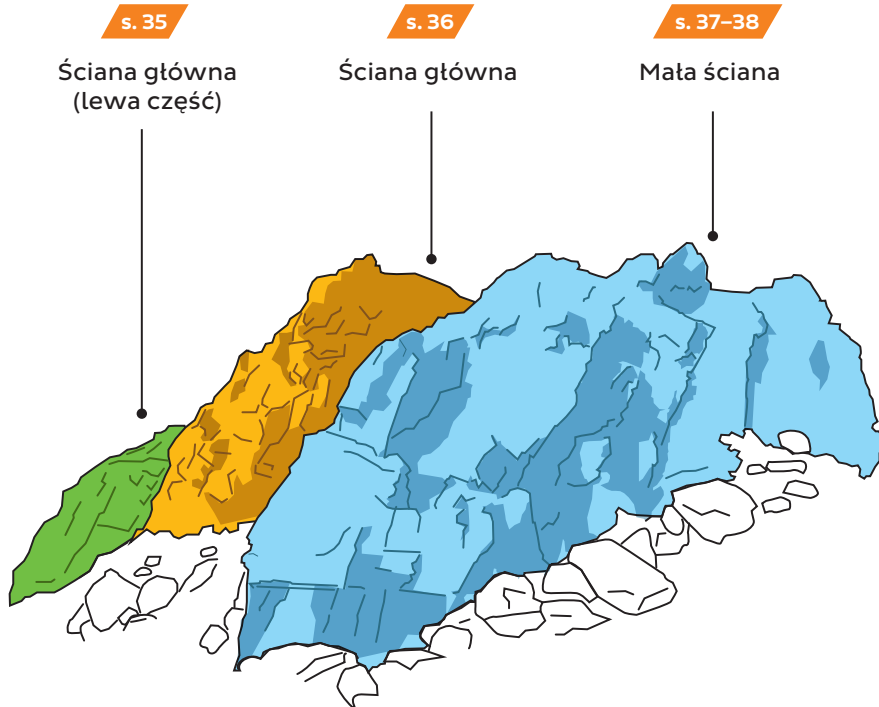 s. 35
Ściana główna
(lewa część)
s. 36
Ściana główna
s. 37–38
Mała ściana